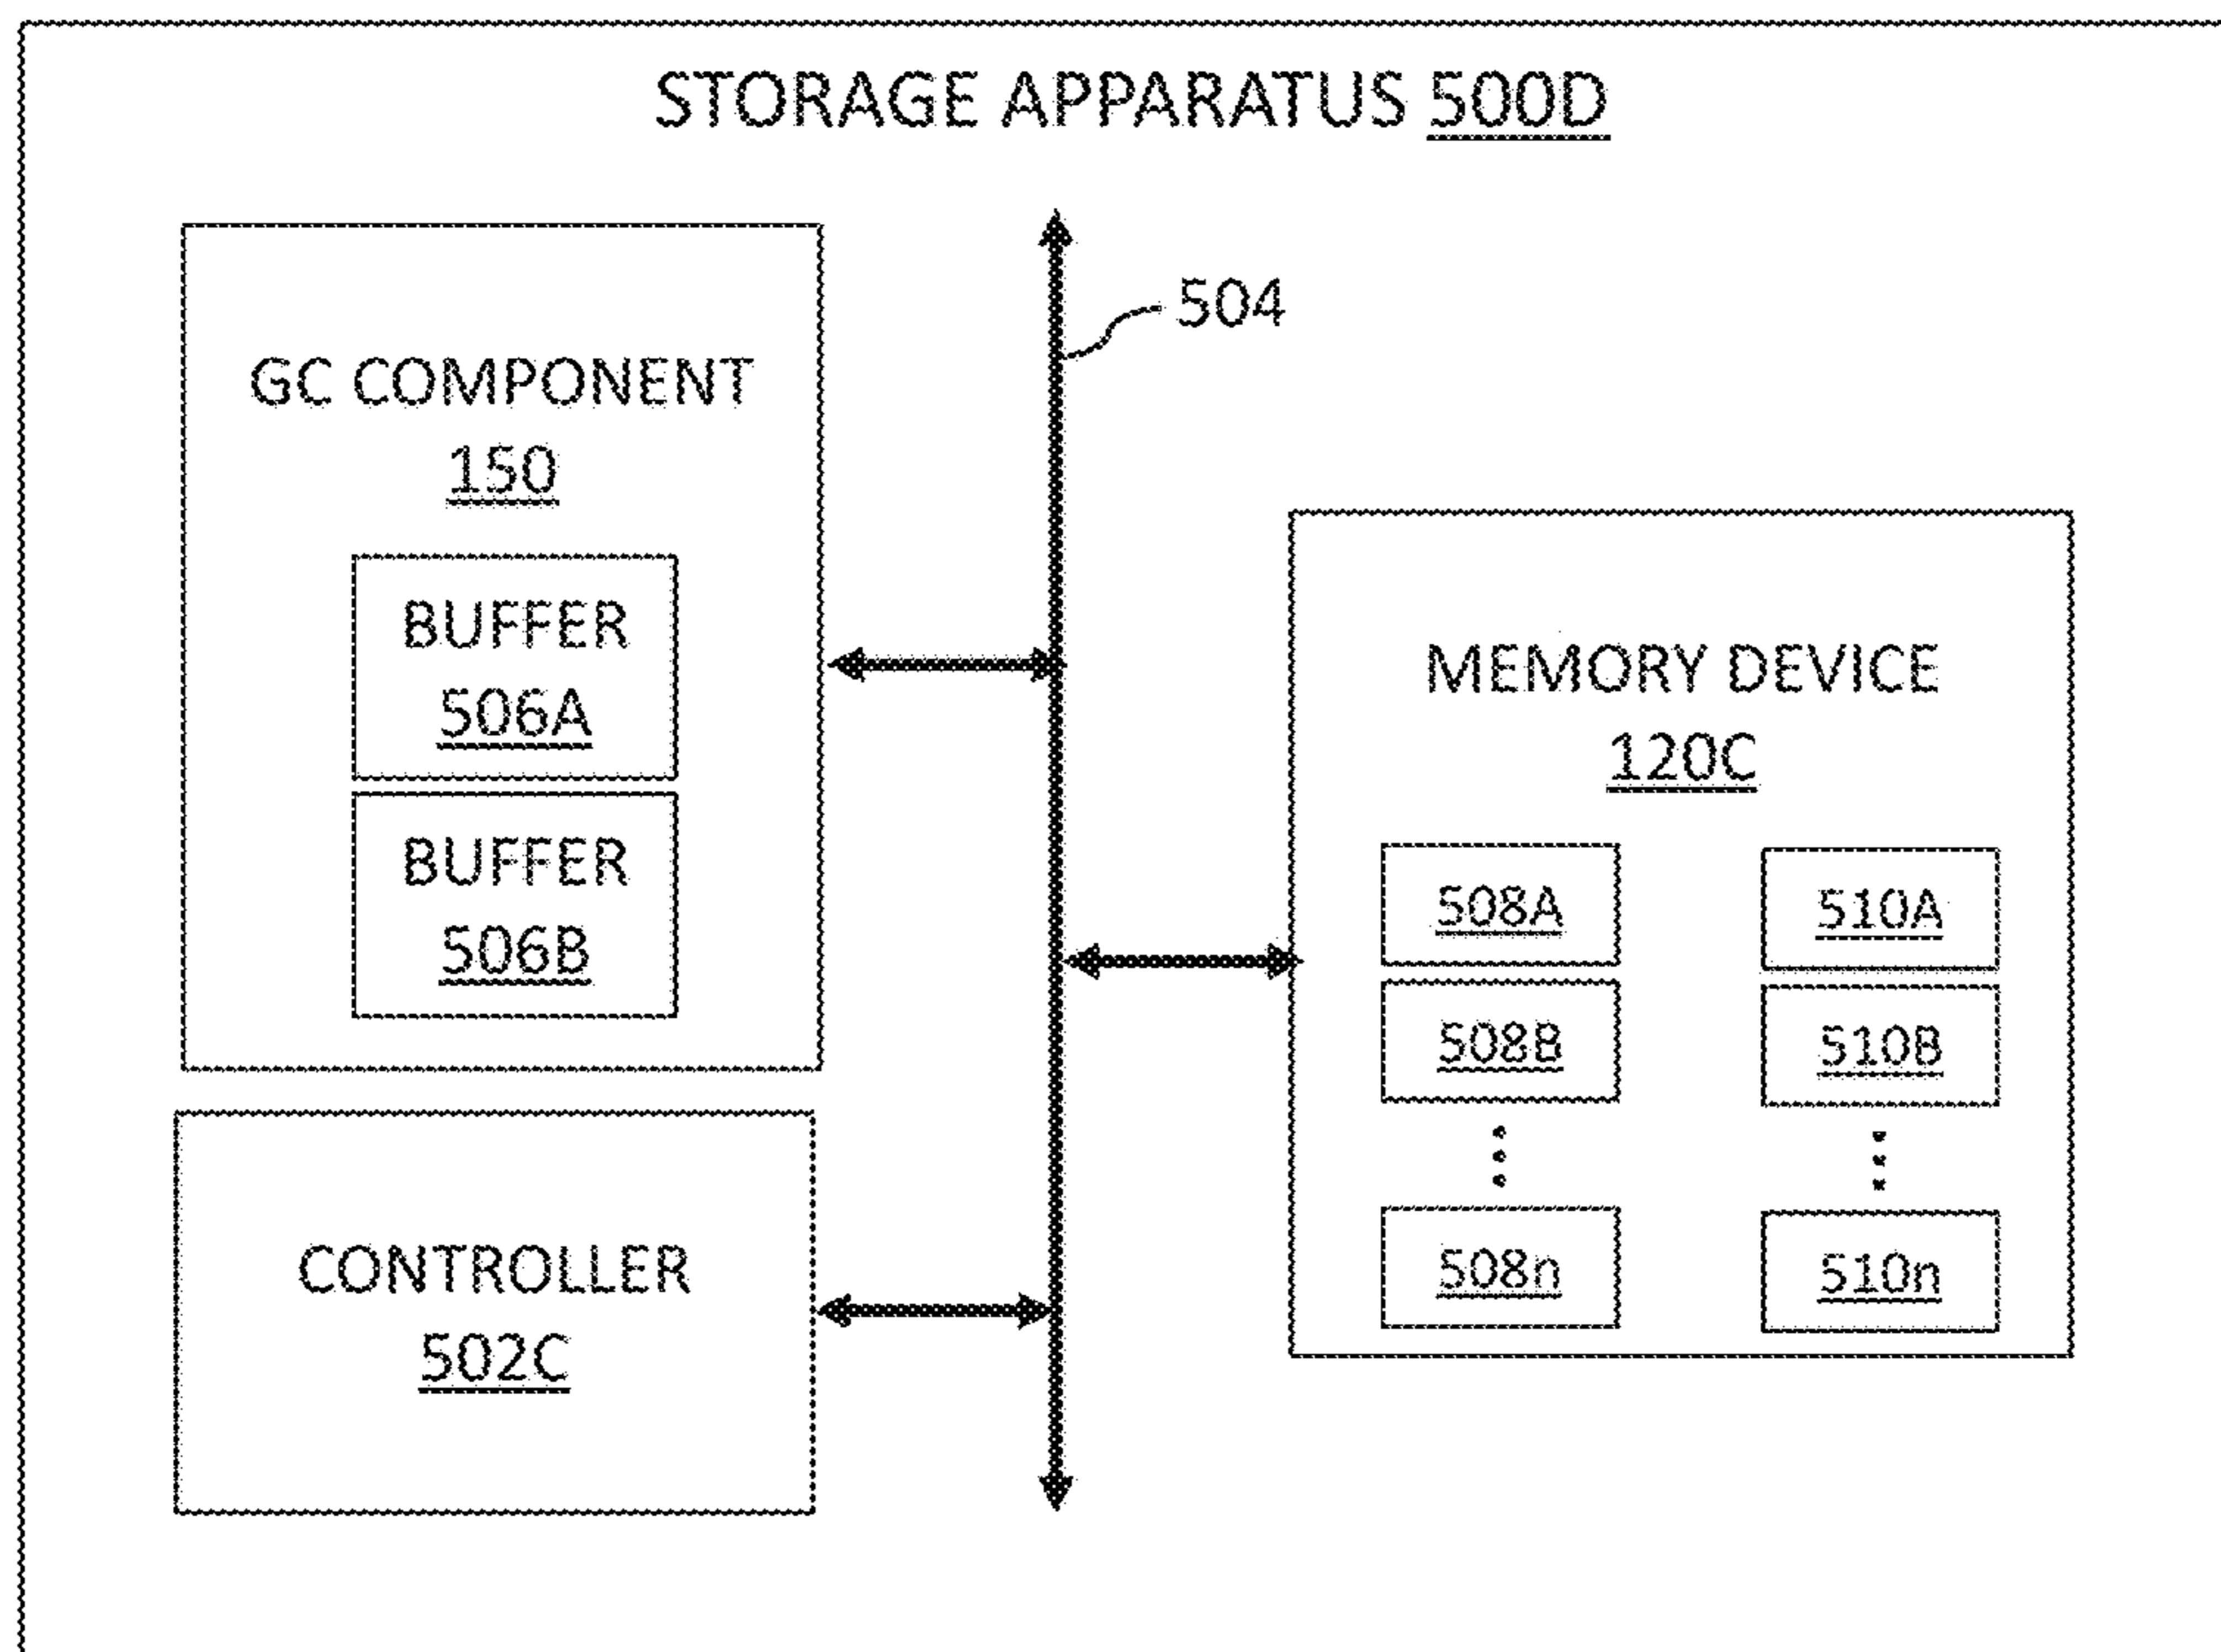 STORAGE APPARATUS 500D
504
GC COMPONENT
150
BUFFER
506A
BUFFER
506B
MEMORY DEVICE
120C
508A
510A
508B
510B
508n
510n
CONTROLLER
502C